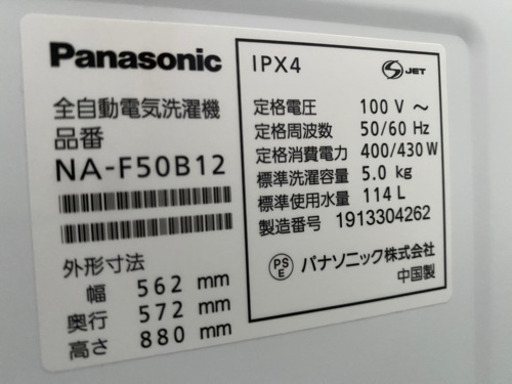 Panasonic
全自動電気洗濯機
品番
NA-F50B12
外形寸法
幅 562 mm
奥行 572 mm
高さ 880 mm
IPX4
S JET
定格電圧 100 V ～
定格周波数 50/60 Hz
定格消費電力 400/430 W
標準洗濯容量 5.0 kg
標準使用水量 114 L
製造番号 1913304262
PS E パナソニック株式会社
中国製